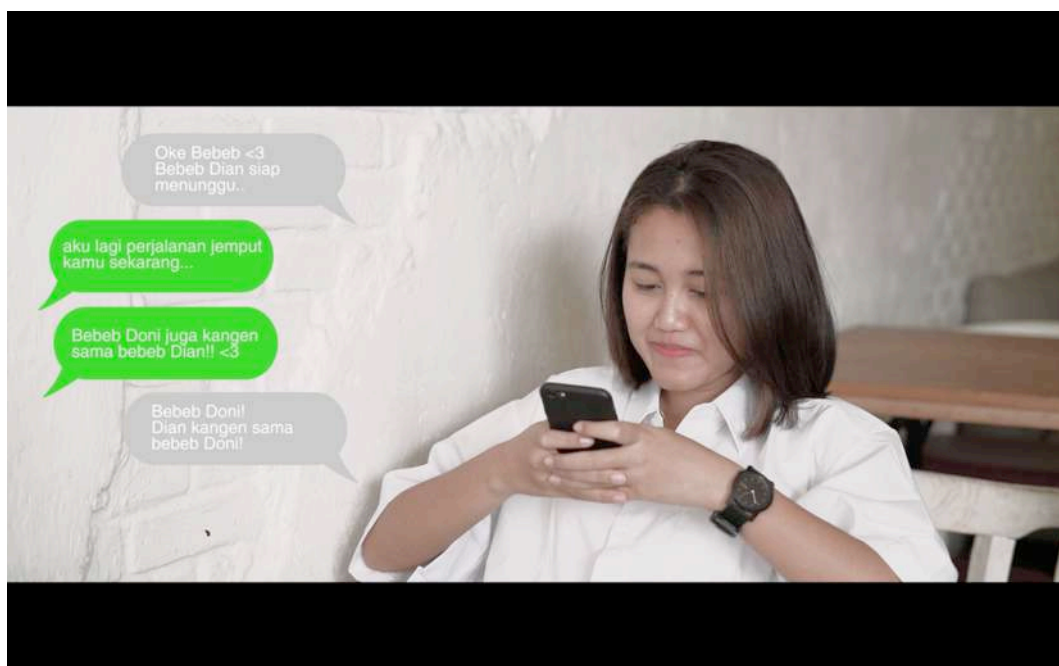 Oke Bebeb <3
Bebeb Dian siap
menunggu..
aku lagi perjalanan jemput
kamu sekarang...
Bebeb Doni juga kangen
sama bebeb Dian!! <3
Bebeb Doni!
Dian kangen sama
bebeb Doni!